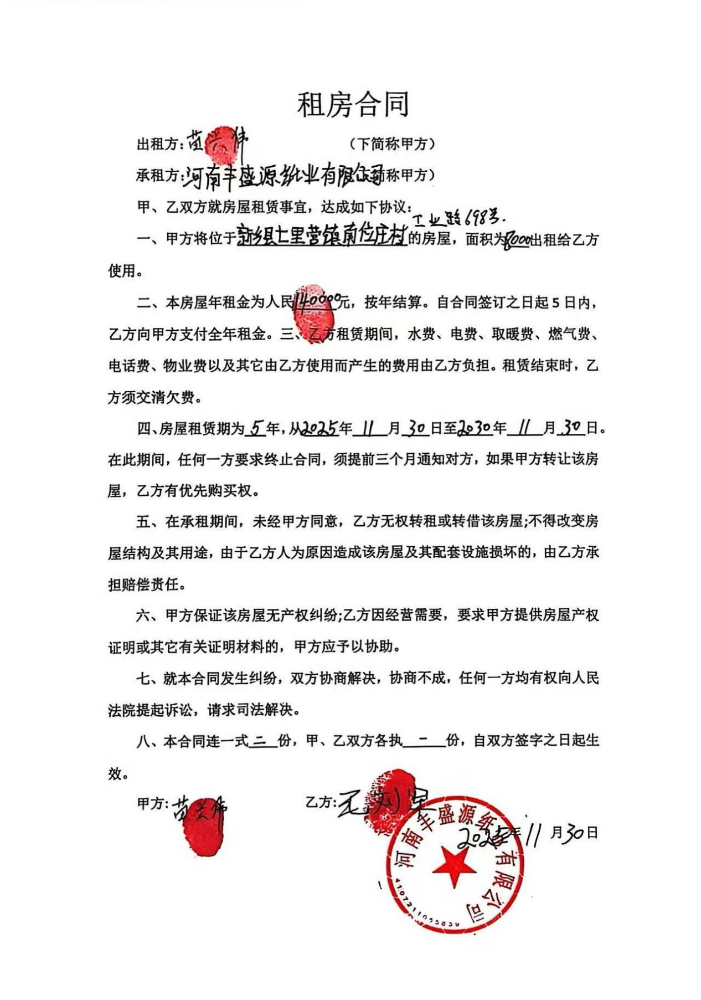 租房合同
出租方:苗兴伟 （下简称甲方）
承租方:河南丰盛源纸业有限公司简称甲方）
甲、乙双方就房屋租赁事宜，达成如下协议:
工业路698号.
一、甲方将位于新乡县七里营镇南位庄村的房屋，面积为8000出租给乙方
使用。
二、本房屋年租金为人民140000元，按年结算。自合同签订之日起5日内，
乙方向甲方支付全年租金。三、乙方租赁期间，水费、电费、取暖费、燃气费、
电话费、物业费以及其它由乙方使用而产生的费用由乙方负担。租赁结束时，乙
方须交清欠费。
四、房屋租赁期为5年，从2025年11月30日至2030年11月30日。
在此期间，任何一方要求终止合同，须提前三个月通知对方，如果甲方转让该房
屋，乙方有优先购买权。
五、在承租期间，未经甲方同意，乙方无权转租或转借该房屋;不得改变房
屋结构及其用途，由于乙方人为原因造成该房屋及其配套设施损坏的，由乙方承
担赔偿责任。
六、甲方保证该房屋无产权纠纷;乙方因经营需要，要求甲方提供房屋产权
证明或其它有关证明材料的，甲方应予以协助。
七、就本合同发生纠纷，双方协商解决，协商不成，任何一方均有权向人民
法院提起诉讼，请求司法解决。
八、本合同连一式二份，甲、乙双方各执一份，自双方签字之日起生
效。
甲方:苗兴伟 乙方:
2025年11月30日
河南丰盛源纸业有限公司